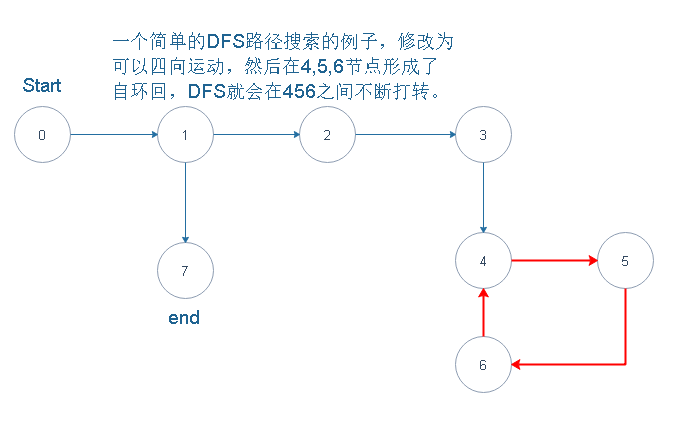 一个简单的DFS路径搜索的例子，修改为
可以四向运动，然后在4,5,6节点形成了
自环回，DFS就会在456之间不断打转。
Start
0
1
2
3
7
4
5
end
6